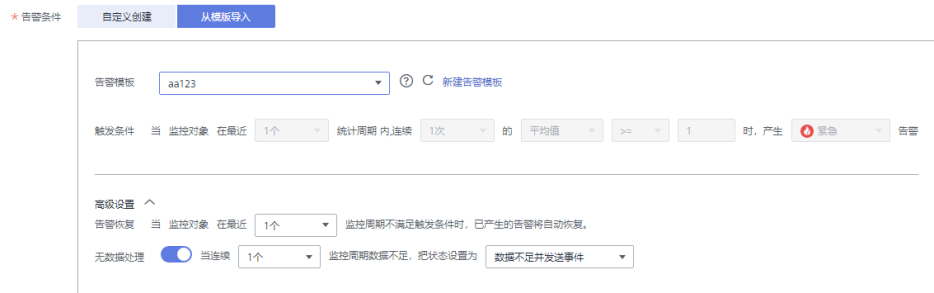 * 告警条件 自定义创建 从模版导入
告警模板 aa123 新建告警模板
触发条件 当 监控对象 在最近 1个 统计周期 内,连续 1次 的 平均值 >= 1 时，产生 紧急 告警
高级设置
告警恢复 当 监控对象 在最近 1个 监控周期不满足触发条件时，已产生的告警将自动恢复。
无数据处理 当连续 1个 监控周期数据不足，把状态设置为 数据不足并发送事件